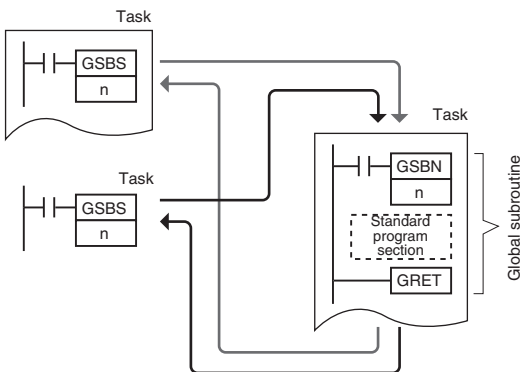 Task
GSBS
n
Task
GSBS
n
Task
GSBN
n
Standard
program
section
GRET
Global subroutine